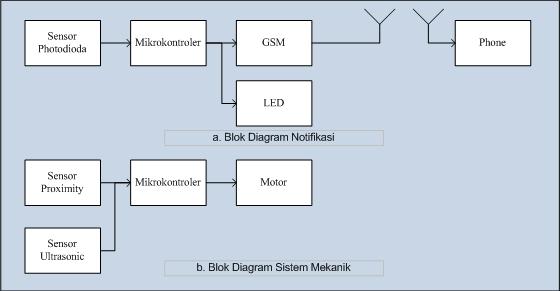 Sensor
Photodioda
Mikrokontroler
GSM
Phone
LED
a. Blok Diagram Notifikasi
Sensor
Proximity
Mikrokontroler
Motor
Sensor
Ultrasonic
b. Blok Diagram Sistem Mekanik